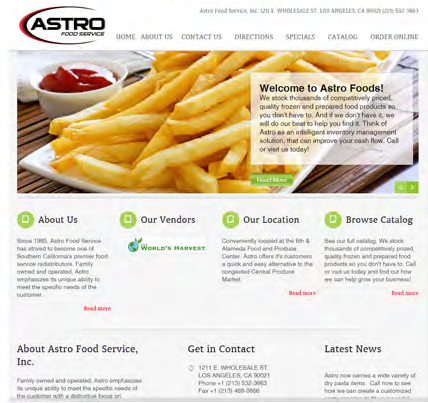 ASTRO
FOOD SERVICE
Astro Food Service, Inc. 1211 E. WHOLESALE ST. LOS ANGELES, CA 90021 (213) 532-3663
HOME ABOUT US CONTACT US DIRECTIONS SPECIALS CATALOG ORDER ONLINE
Welcome to Astro Foods!
We stock thousands of competitively priced,
quality frozen and prepared food products so
you don't have to. And if we don't have it, we
will do our best to help you find it. Think of
Astro as an intelligent inventory management
solution, that can improve your cash flow. Call
or visit us today!
Read More
About Us
Since 1985, Astro Food Service
has strived to become one of
Southern California's premier food
service redistributors. Family
owned and operated, Astro
emphasizes its unique ability to
meet the specific needs of the
customer.
Read more
Our Vendors
WORLD'S HARVEST
Our Location
Conveniently located at the 6th &
Alameda Food and Produce
Center. Astro offers it's customers
a quick and easy alternative to the
congested Central Produce
Market.
Read more
Browse Catalog
See our full catalog. We stock
thousands of competitively priced,
quality frozen and prepared food
products so you don't have to. Call
or visit us today and find out how
we can help grow your business!
Read more
About Astro Food Service,
Inc.
Family owned and operated, Astro emphasizes
its unique ability to meet the specific needs of
the customer with a distinctive focus on
Get in Contact
1211 E. WHOLESALE ST.
LOS ANGELES, CA 90021
Phone +1 (213) 532-3663
Fax +1 (213) 488-0866
Latest News
Astro now carries a wide variety of
dry pasta items. Call now to see
how we can create a customized